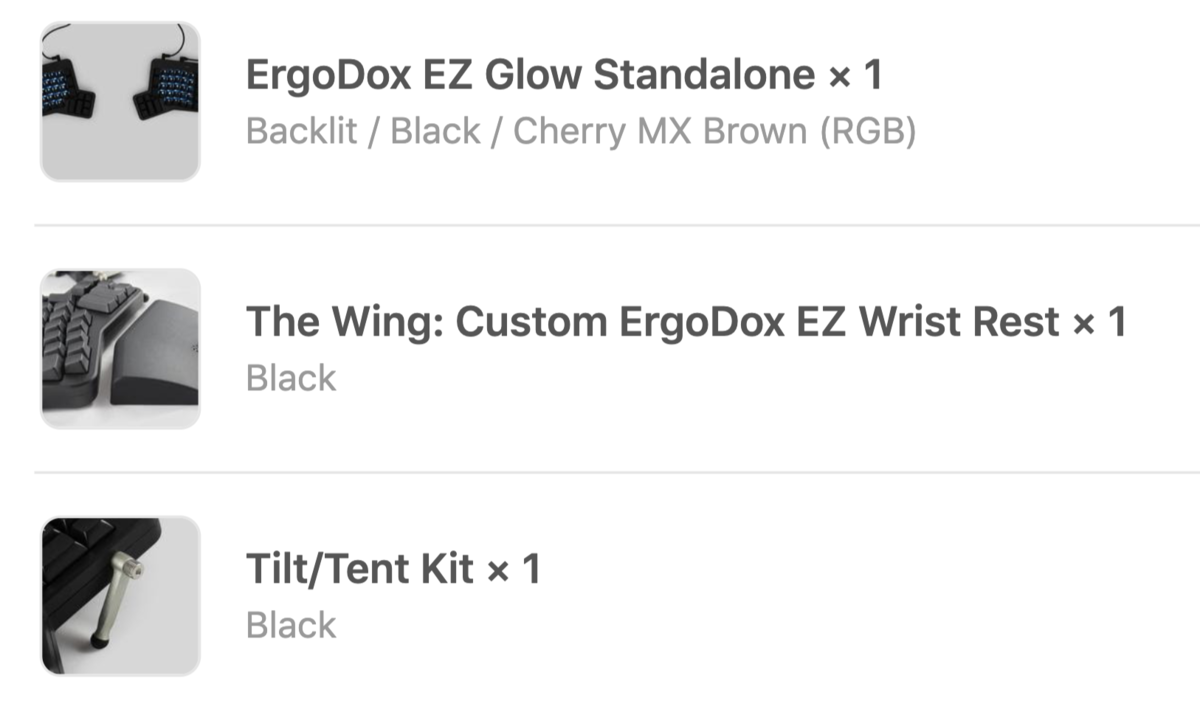 ErgoDox EZ Glow Standalone × 1
Backlit / Black / Cherry MX Brown (RGB)
The Wing: Custom ErgoDox EZ Wrist Rest × 1
Black
Tilt/Tent Kit × 1
Black